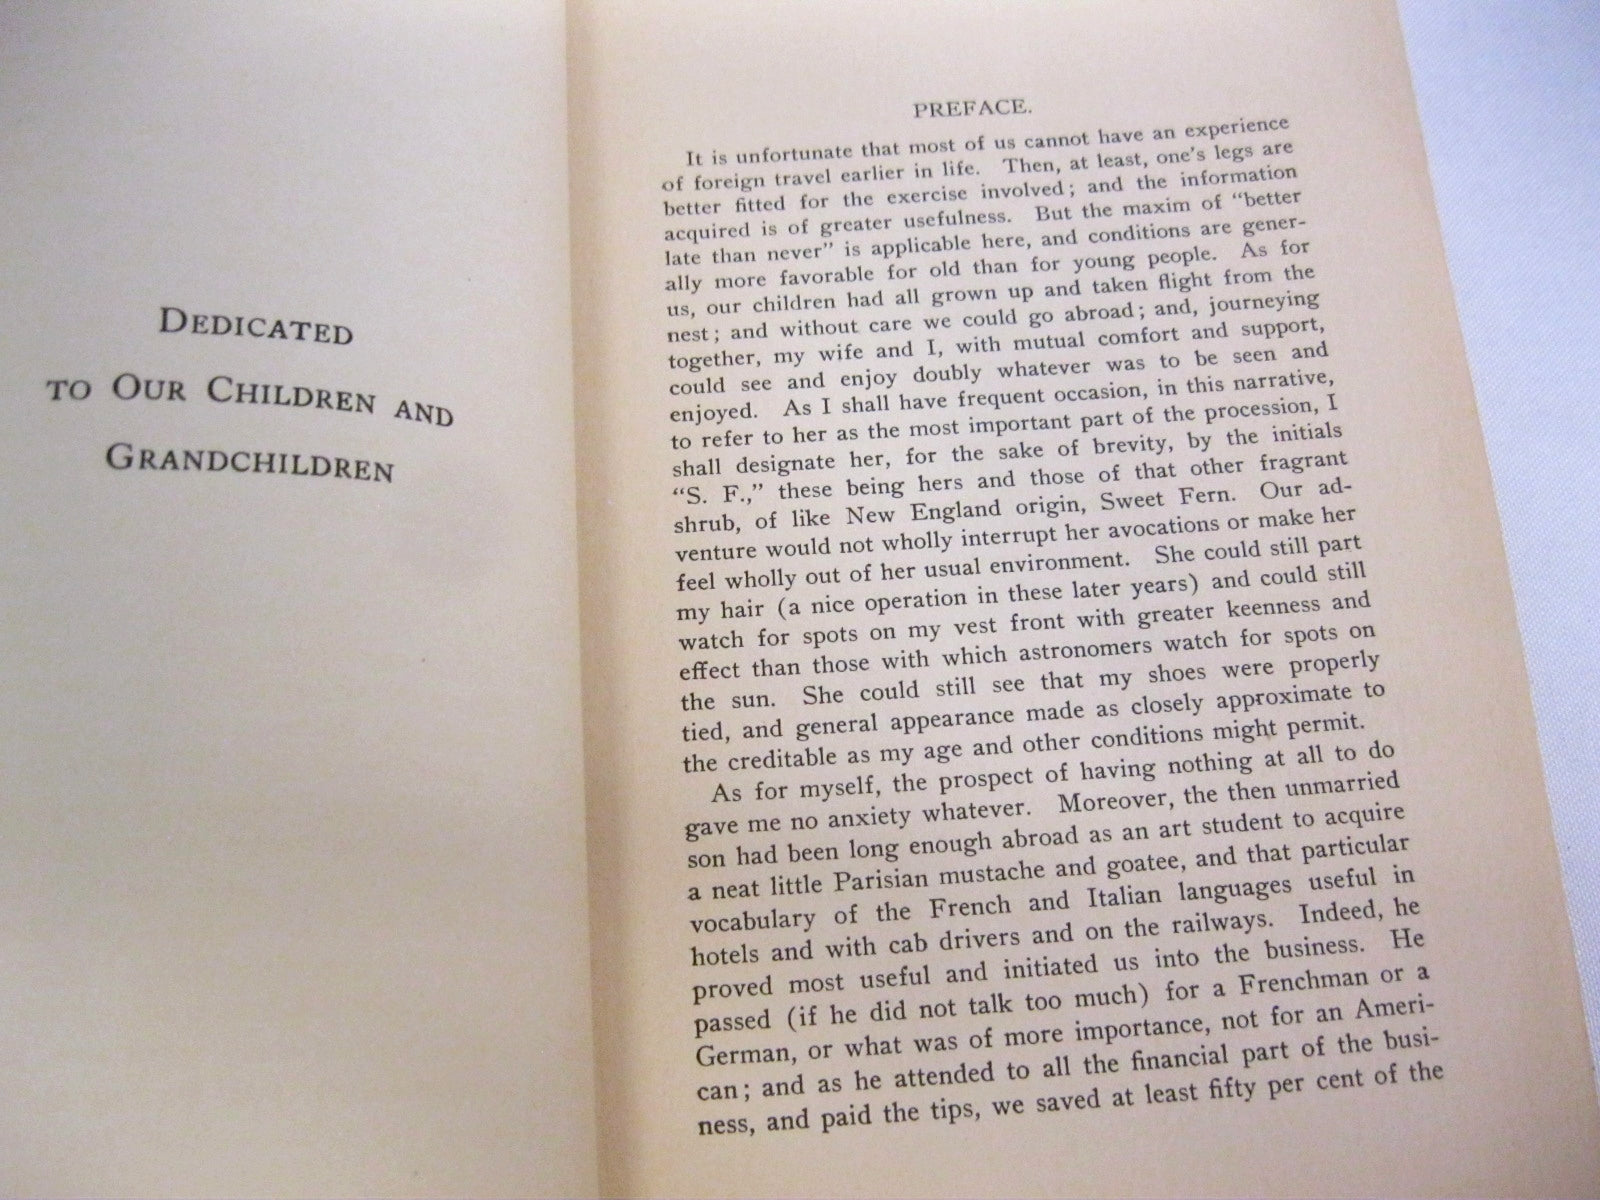 DEDICATED
TO OUR CHILDREN AND
GRANDCHILDREN
PREFACE.
It is unfortunate that most of us cannot have an experience
of foreign travel earlier in life. Then, at least, one's legs are
better fitted for the exercise involved; and the information
acquired is of greater usefulness. But the maxim of "better
late than never" is applicable here, and conditions are gener-
ally more favorable for old than for young people. As for
us, our children had all grown up and taken flight from the
nest; and without care we could go abroad; and, journeying
together, my wife and I, with mutual comfort and support,
could see and enjoy doubly whatever was to be seen and
enjoyed. As I shall have frequent occasion, in this narrative,
to refer to her as the most important part of the procession, I
shall designate her, for the sake of brevity, by the initials
"S. F.," these being hers and those of that other fragrant
shrub, of like New England origin, Sweet Fern. Our ad-
venture would not wholly interrupt her avocations or make her
feel wholly out of her usual environment. She could still part
my hair (a nice operation in these later years) and could still
watch for spots on my vest front with greater keenness and
effect than those with which astronomers watch for spots on
the sun. She could still see that my shoes were properly
tied, and general appearance made as closely approximate to
the creditable as my age and other conditions might permit.
As for myself, the prospect of having nothing at all to do
gave me no anxiety whatever. Moreover, the then unmarried
son had been long enough abroad as an art student to acquire
a neat little Parisian mustache and goatee, and that particular
vocabulary of the French and Italian languages useful in
hotels and with cab drivers and on the railways. Indeed, he
proved most useful and initiated us into the business. He
passed (if he did not talk too much) for a Frenchman or a
German, or what was of more importance, not for an Ameri-
can; and as he attended to all the financial part of the busi-
ness, and paid the tips, we saved at least fifty per cent of the